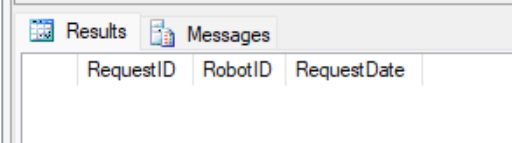 Results Messages
RequestID RobotID RequestDate